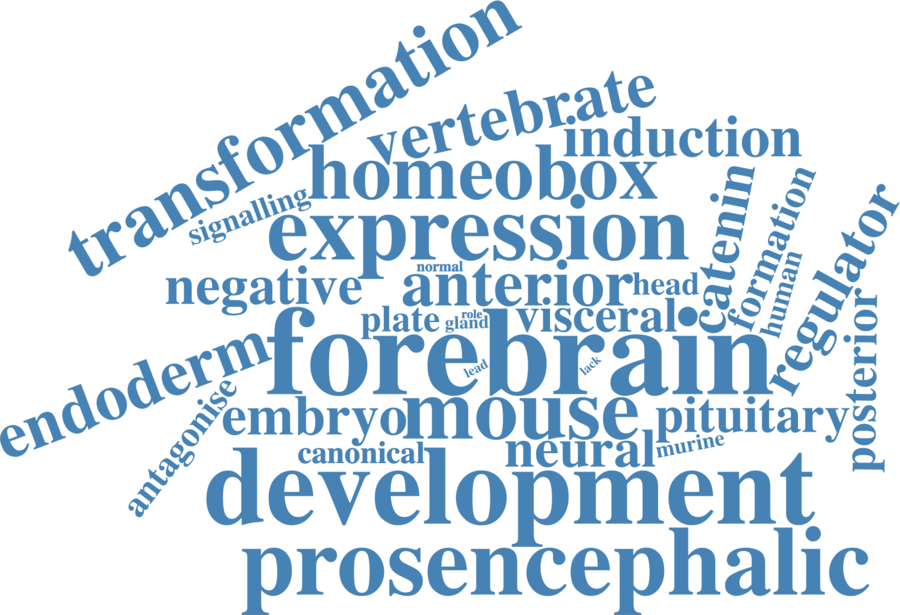 transformation
vertebrate
induction
homeobox
signalling
expression
catenin
formation
human
regulator
normal
negative
anterior
head
plate
role
gland
visceral
posterior
endoderm
forebrain
lead
lack
antagonise
embryo
mouse
pituitary
canonical
neural
murine
development
prosencephalic